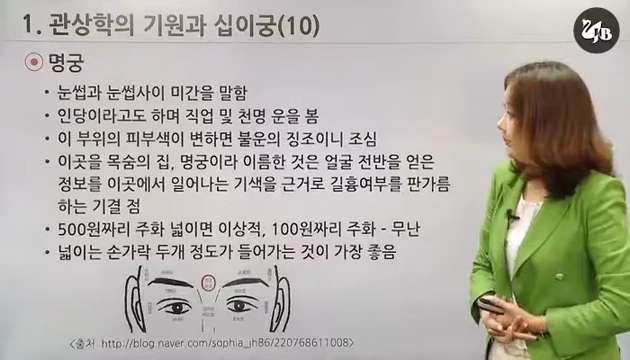 1. 관상학의 기원과 십이궁(10)
B
명궁
• 눈썹과 눈썹사이 미간을 말함
• 인당이라고도 하며 직업 및 천명 운을 봄
• 이 부위의 피부색이 변하면 불운의 징조이니 조심
• 이곳을 목숨의 집, 명궁이라 이름한 것은 얼굴 전반을 얻은
정보를 이곳에서 일어나는 기색을 근거로 길흉여부를 판가름
하는 기결 점
• 500원짜리 주화 넓이면 이상적, 100원짜리 주화 - 무난
• 넓이는 손가락 두개 정도가 들어가는 것이 가장 좋음
<출처 http://blog.naver.com/sophia_jh86/220768611008>